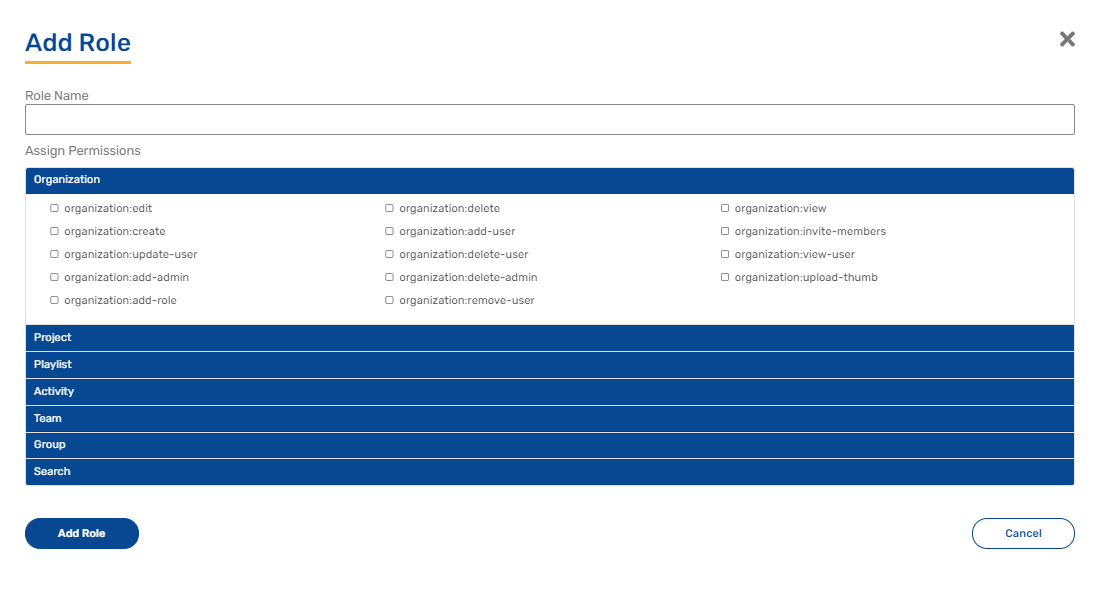 Add Role
Role Name
Assign Permissions
Organization
organization:edit organization:delete organization:view
organization:create organization:add-user organization:invite-members
organization:update-user organization:delete-user organization:view-user
organization:add-admin organization:delete-admin organization:upload-thumb
organization:add-role organization:remove-user
Project
Playlist
Activity
Team
Group
Search
Add Role Cancel